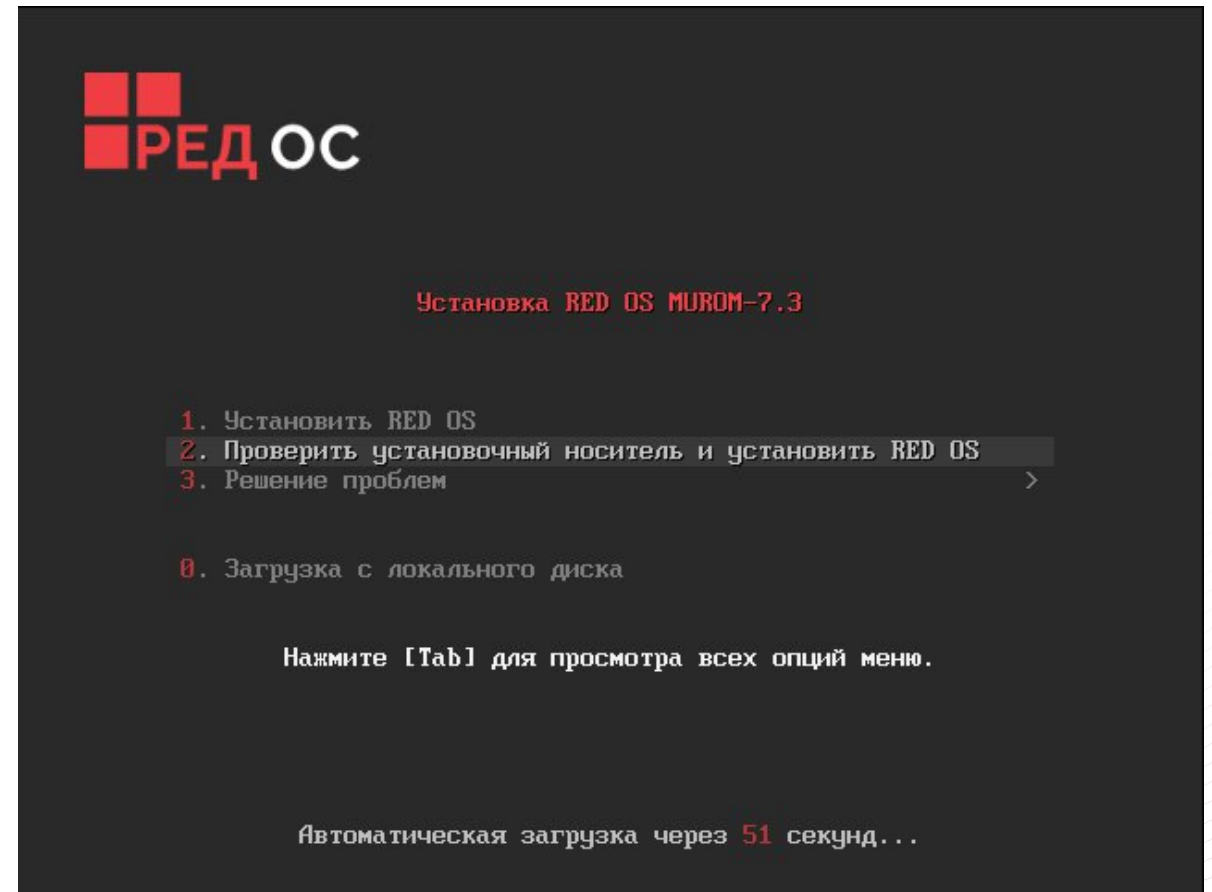 РЕД ОС
Установка RED OS MUROM-7.3
1. Установить RED OS
2. Проверить установочный носитель и установить RED OS
3. Решение проблем >
0. Загрузка с локального диска
Нажмите [Tab] для просмотра всех опций меню.
Автоматическая загрузка через 51 секунд...